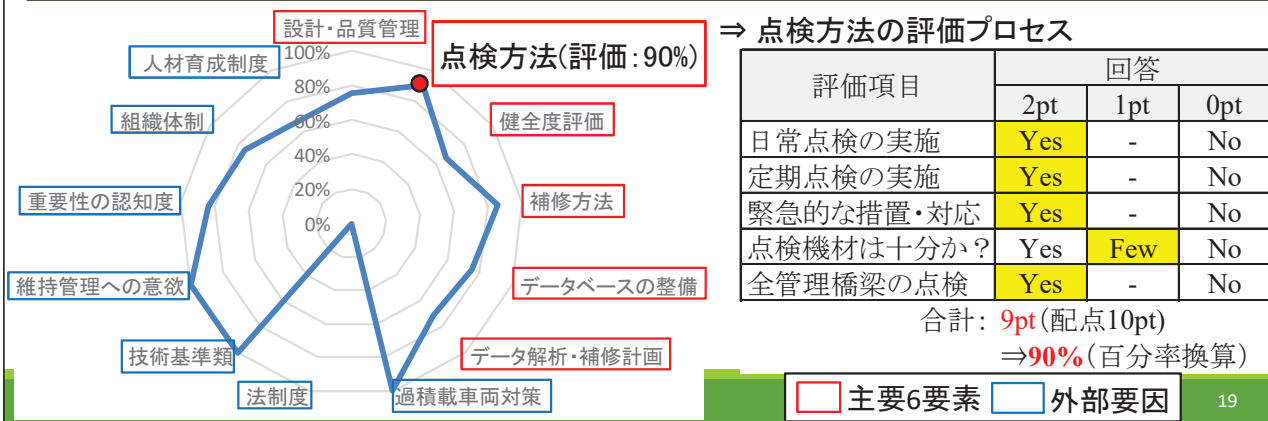 設計・品質管理
点検方法(評価:90%)
健全度評価
補修方法
データベースの整備
データ解析・補修計画
過積載車両対策
法制度
技術基準類
維持管理への意欲
重要性の認知度
組織体制
人材育成制度
100%
80%
60%
40%
20%
0%
⇒ 点検方法の評価プロセス
評価項目 回答
2pt 1pt 0pt
日常点検の実施 Yes - No
定期点検の実施 Yes - No
緊急的な措置・対応 Yes - No
点検機材は十分か? Yes Few No
全管理橋梁の点検 Yes - No
合計: 9pt(配点10pt)
⇒90%(百分率換算)
主要6要素 外部要因
19